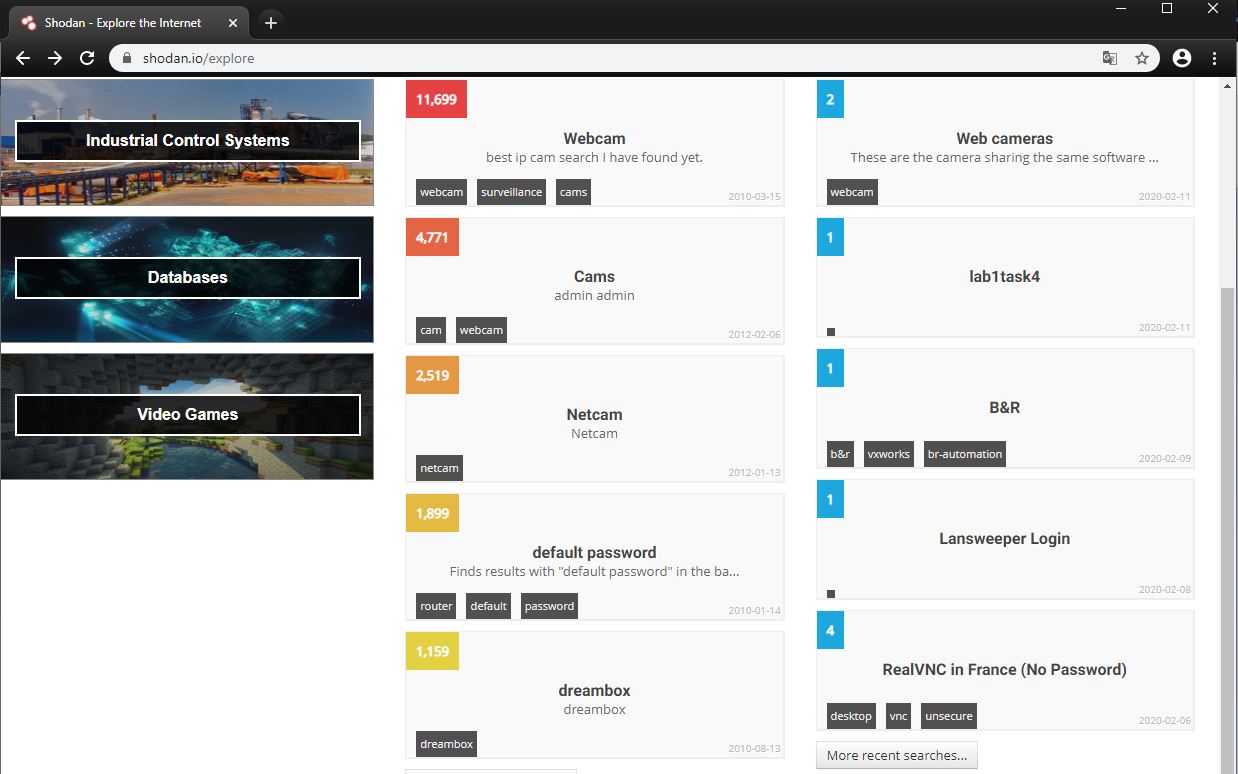 Shodan - Explore the Internet
shodan.io/explore
Industrial Control Systems
Databases
Video Games
11,699
Webcam
best ip cam search I have found yet.
webcam surveillance cams
2010-03-15
4,771
Cams
admin admin
cam webcam
2012-02-06
2,519
Netcam
Netcam
netcam
2012-01-13
1,899
default password
Finds results with "default password" in the ba...
router default password
2010-01-14
1,159
dreambox
dreambox
dreambox
2010-08-13
2
Web cameras
These are the camera sharing the same software ...
webcam
2020-02-11
1
lab1task4
2020-02-11
1
B&R
b&r vxworks br-automation
2020-02-09
1
Lansweeper Login
2020-02-08
4
RealVNC in France (No Password)
desktop vnc unsecure
2020-02-06
More recent searches...